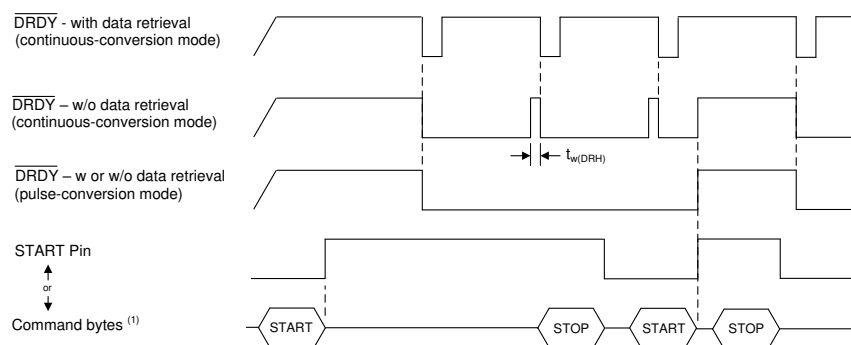 DRDY - with data retrieval
(continuous-conversion mode)
DRDY – w/o data retrieval
(continuous-conversion mode)
tw(DRH)
DRDY – w or w/o data retrieval
(pulse-conversion mode)
START Pin
or
Command bytes (1)
START
STOP
START
STOP